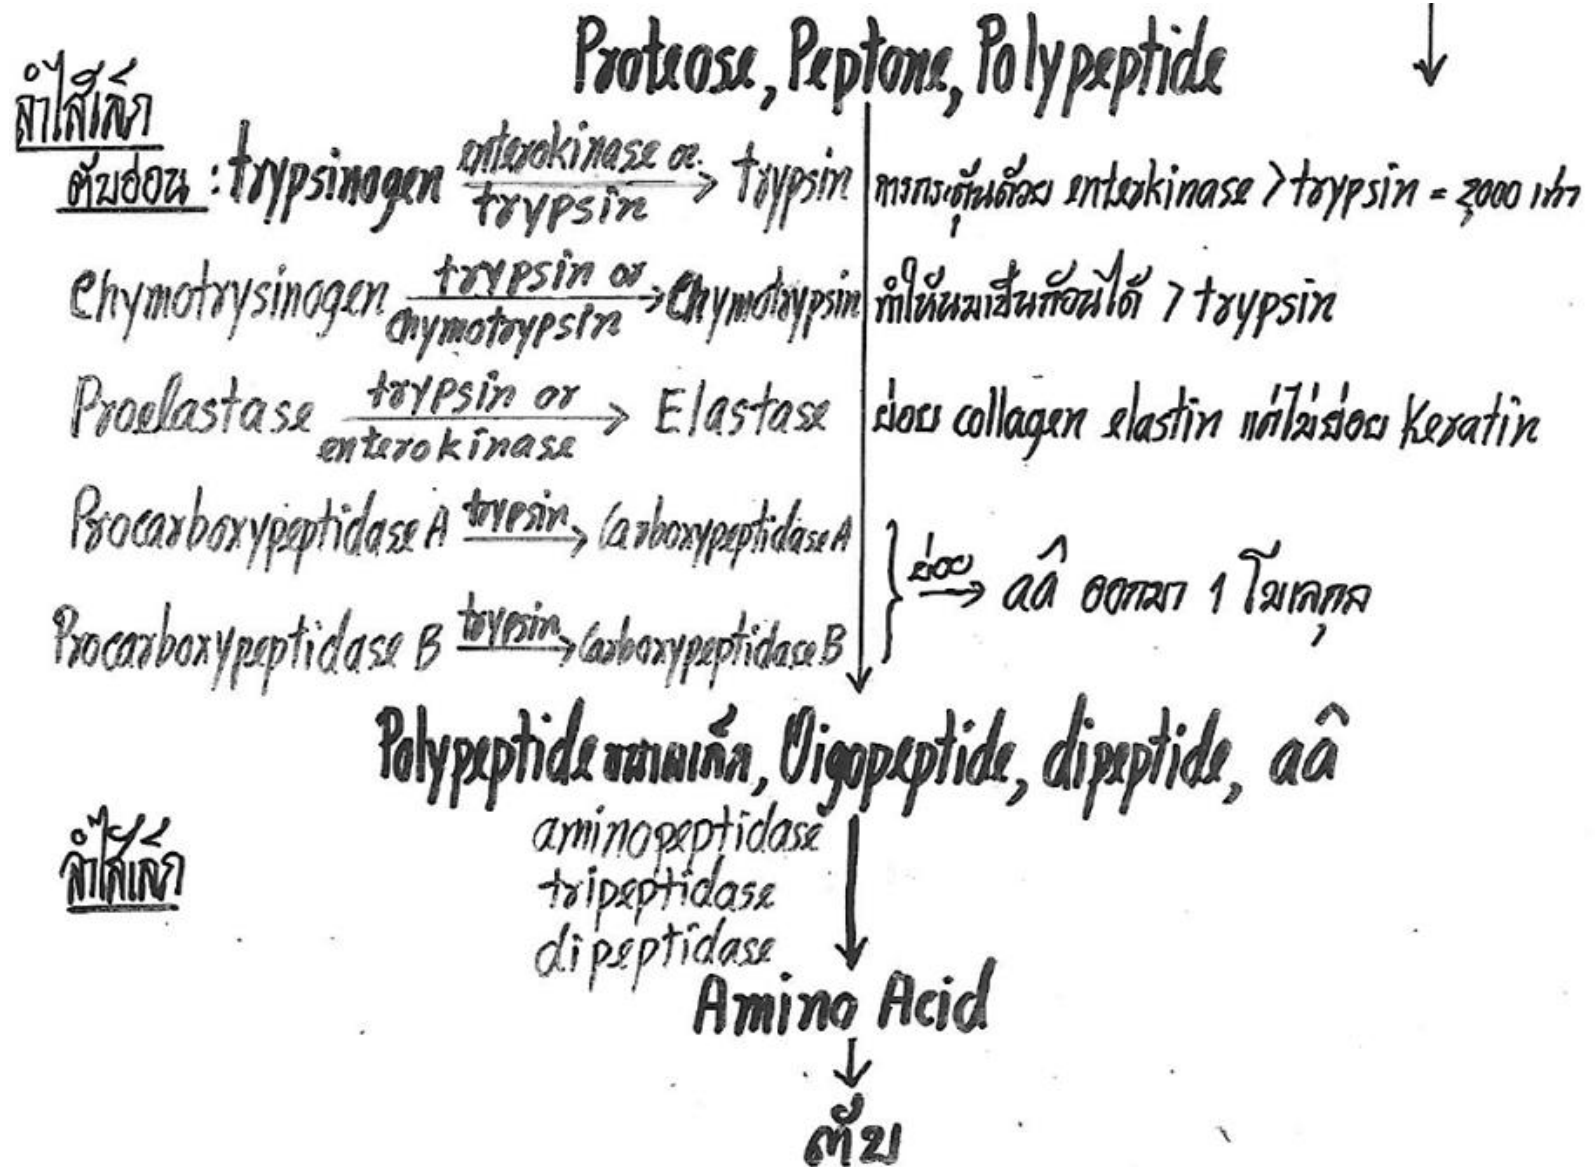 Proteose, Peptone, Polypeptide
ลำไส้เล็ก
ตับอ่อน : trypsinogen enterokinase or trypsin → trypsin การกระตุ้นด้วย enterkinase > trypsin = 2,000 เท่า
Chymotrysinogen trypsin or chymotrypsin → Chymotrypsin ทำให้นมเป็นก้อนได้ > trypsin
Proelastase trypsin or enterokinase → Elastase ย่อย collagen elastin แต่ไม่ย่อย Keratin
Procarboxypeptidase A trypsin → Carboxypeptidase A
ย่อย → aâ ออกมา 1 โมเลกุล
Procarboxypeptidase B trypsin → Carboxypeptidase B
Polypeptide ขนาดเล็ก, Oigopeptide, dipeptide, aâ
ลำไส้เล็ก
aminopeptidase
tripeptidase
dipeptidase
Amino Acid
ตับ